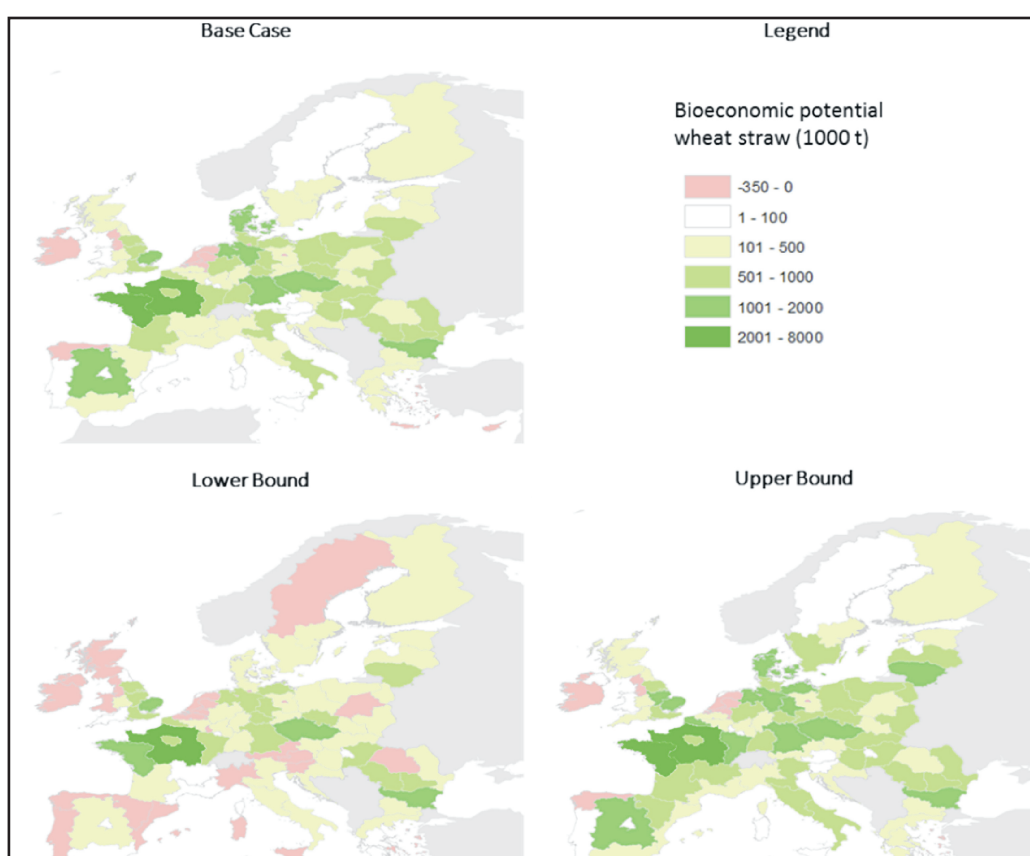 Base Case
Legend
Bioeconomic potential
wheat straw (1000 t)
-350 - 0
1 - 100
101 - 500
501 - 1000
1001 - 2000
2001 - 8000
Lower Bound
Upper Bound